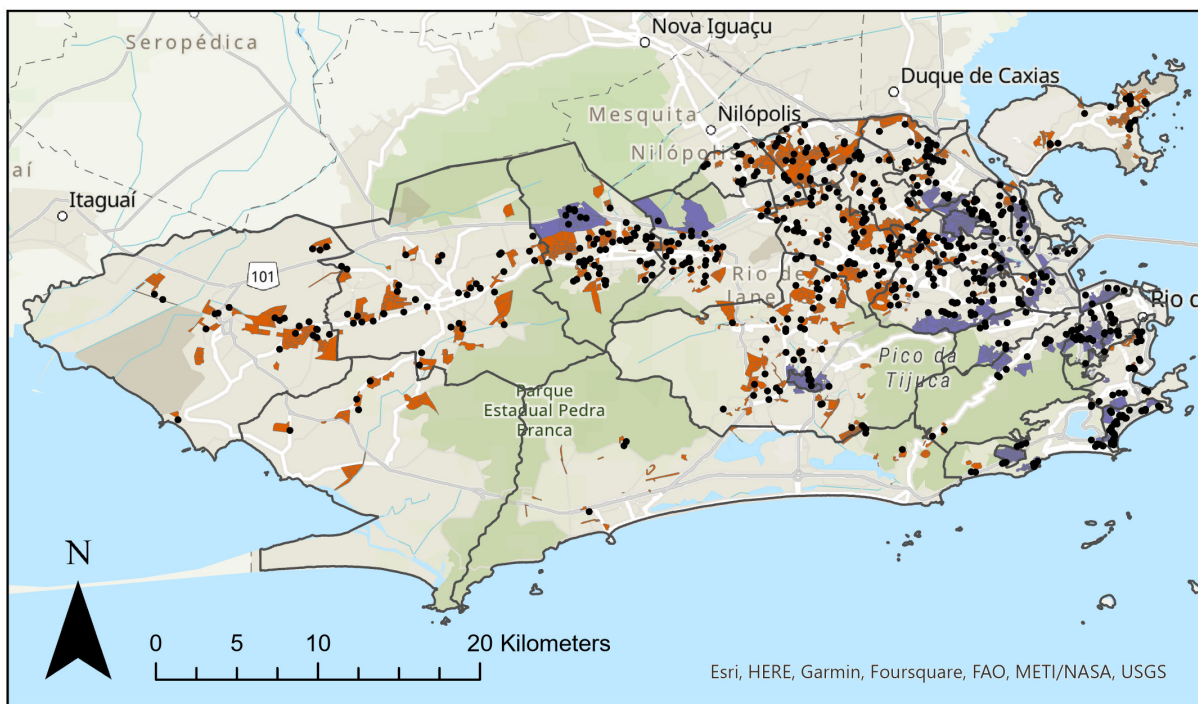 Nova Iguaçu
Seropédica
Duque de Caxias
Mesquita
Nilópolis
Nilópolis
aí
Itaguaí
101
Rio de
Janei
Rio d
Pico da
Tijuca
Parque
Estadual Pedra
Branca
N
0 5 10 20 Kilometers
Esri, HERE, Garmin, Foursquare, FAO, METI/NASA, USGS